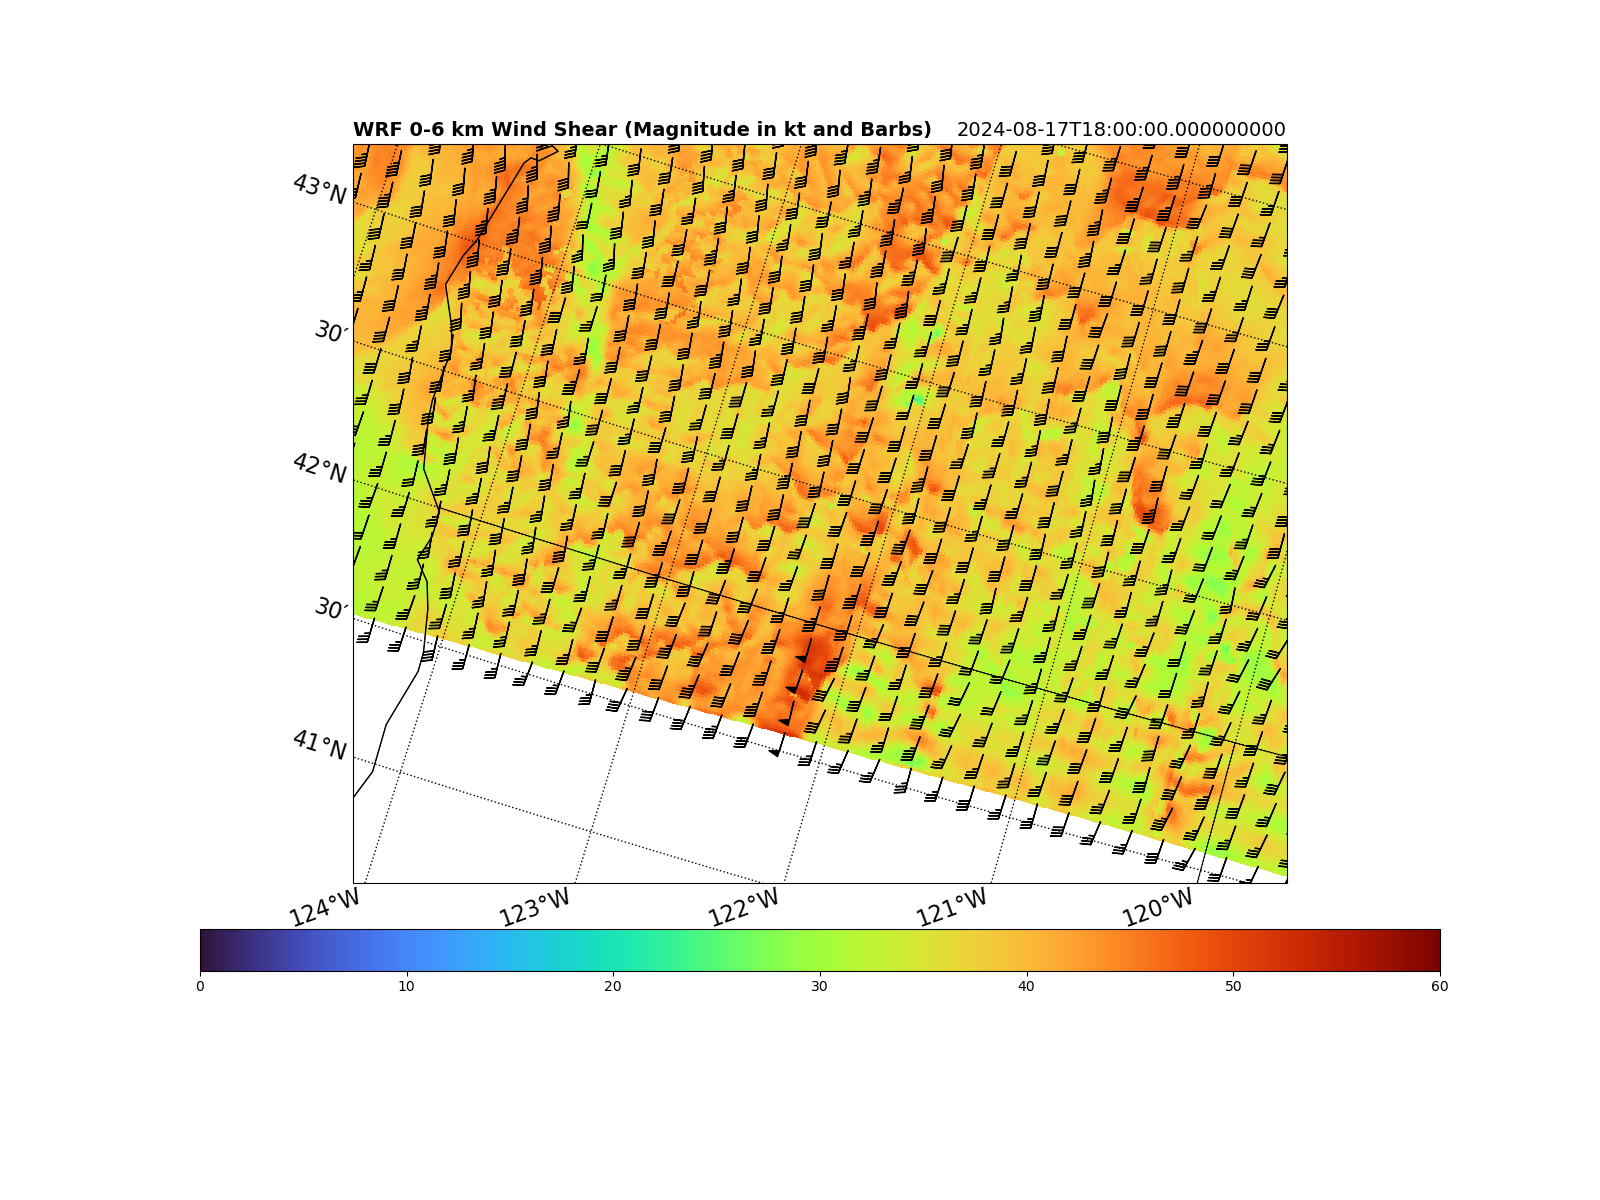 WRF 0-6 km Wind Shear (Magnitude in kt and Barbs) 2024-08-17T18:00:00.000000000
43°N
30′
42°N
30′
41°N
124°W 123°W 122°W 121°W 120°W
0 10 20 30 40 50 60